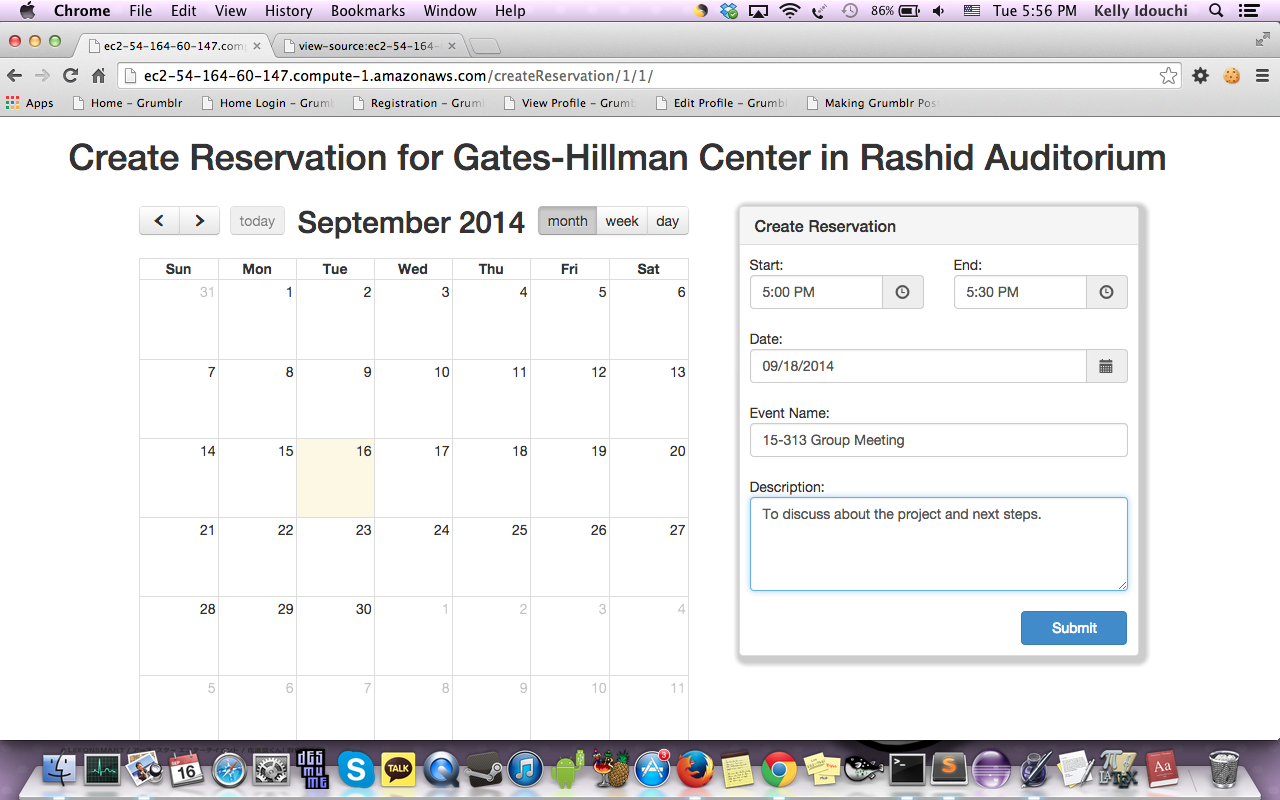 Chrome File Edit View History Bookmarks Window Help 86% Tue 5:56 PM Kelly Idouchi
ec2-54-164-60-147.com view-source:ec2-54-164-
ec2-54-164-60-147.compute-1.amazonaws.com/createReservation/1/1/
Apps Home – Grumblr Home Login – Grum Registration – Grum View Profile – Grumb Edit Profile – Grumbl Making Grumblr Pos
Create Reservation for Gates-Hillman Center in Rashid Auditorium
today September 2014 month week day
Sun Mon Tue Wed Thu Fri Sat
31 1 2 3 4 5 6
7 8 9 10 11 12 13
14 15 16 17 18 19 20
21 22 23 24 25 26 27
28 29 30 1 2 3 4
5 6 7 8 9 10 11
Create Reservation
Start: End:
5:00 PM 5:30 PM
Date:
09/18/2014
Event Name:
15-313 Group Meeting
Description:
To discuss about the project and next steps.
Submit
SEP 16 DES MU ME S TALK 3 >_ S LATEX Aa